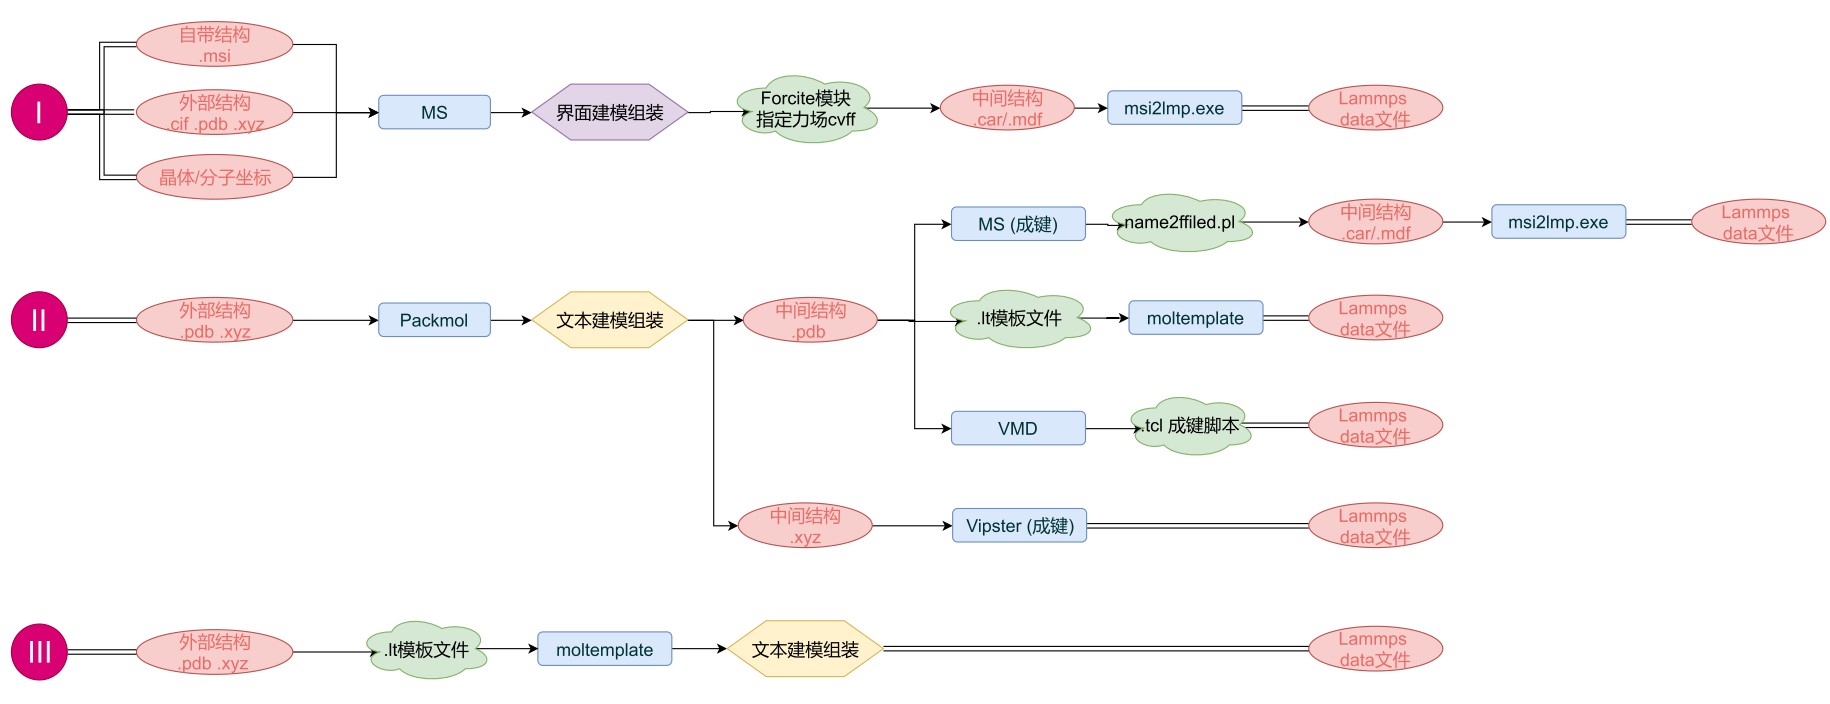 自带结构
.msi
I
外部结构
.cif .pdb .xyz
晶体/分子坐标
MS
界面建模组装
Forcite模块
指定力场cvff
中间结构
.car/.mdf
msi2lmp.exe
Lammps
data文件
II
外部结构
.pdb .xyz
Packmol
文本建模组装
中间结构
.pdb
MS (成键)
name2ffiled.pl
中间结构
.car/.mdf
msi2lmp.exe
Lammps
data文件
.lt模板文件
moltemplate
Lammps
data文件
VMD
.tcl 成键脚本
Lammps
data文件
中间结构
.xyz
Vipster (成键)
Lammps
data文件
III
外部结构
.pdb .xyz
.lt模板文件
moltemplate
文本建模组装
Lammps
data文件